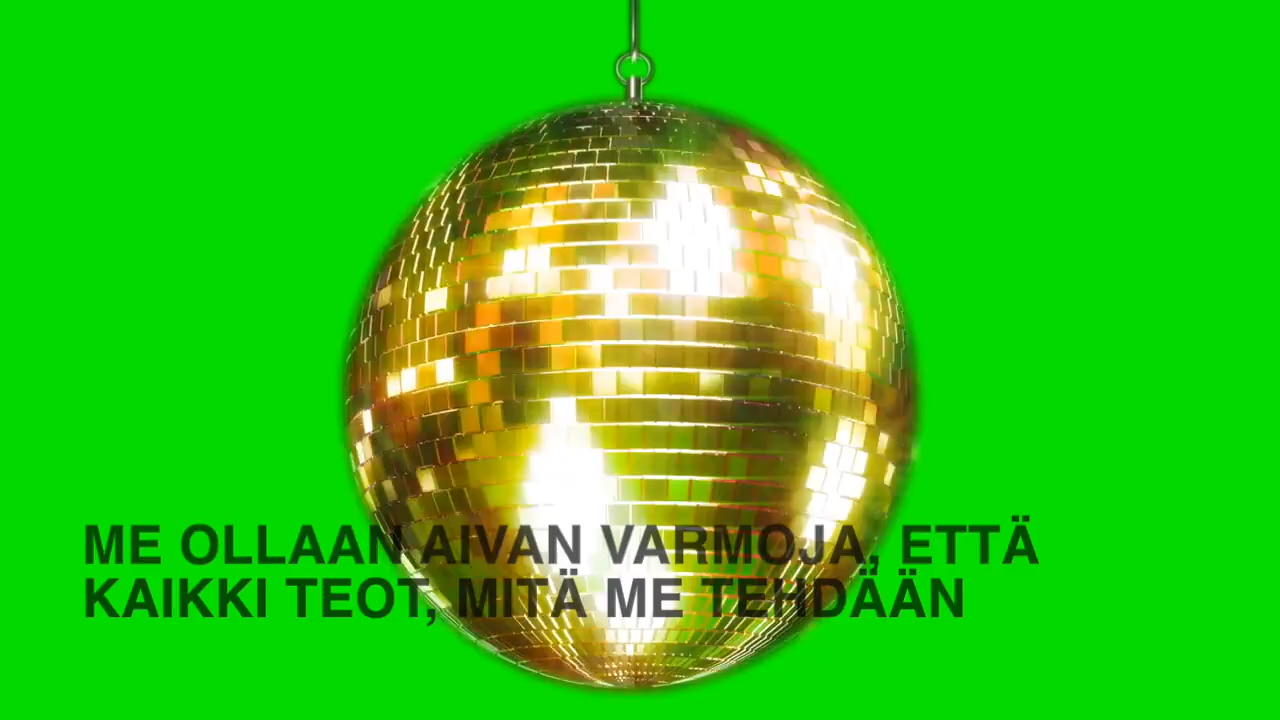 ME OLLAAN AIVAN VARMOJA, ETTÄ
KAIKKI TEOT, MITÄ ME TEHDÄÄN